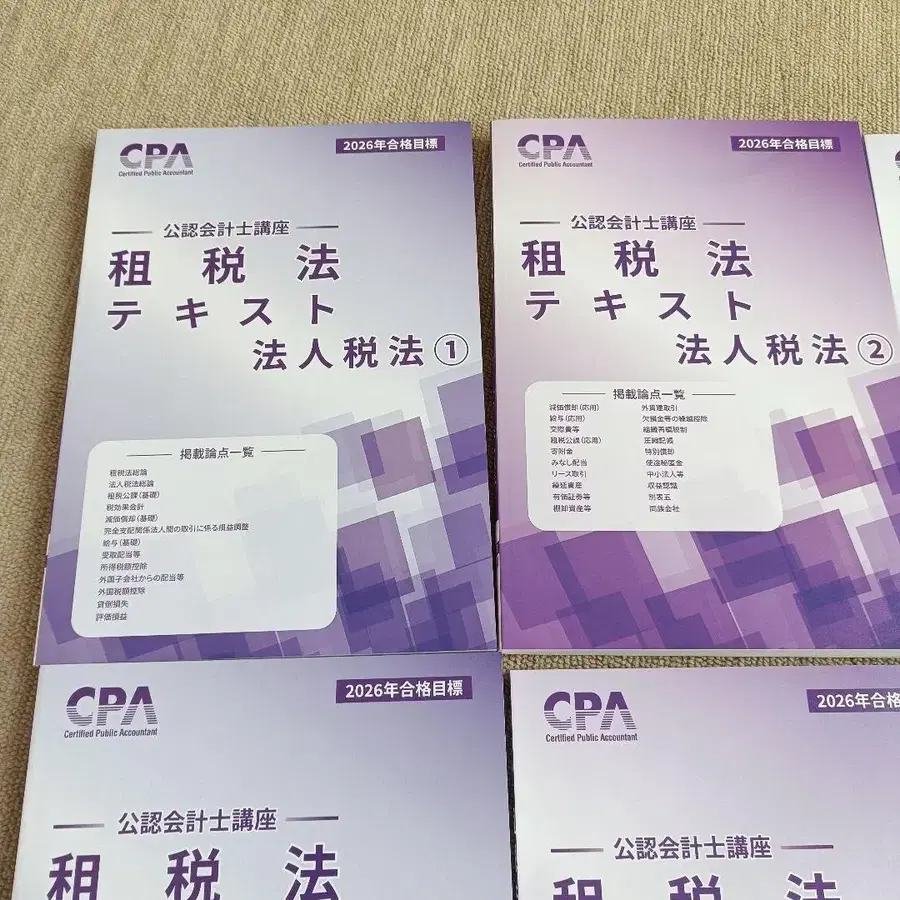 CPA
Certified Public Accountant
2026年合格目標
公認会計士講座
租税法
テキスト
法人税法①
掲載論点一覧
租税法総論
法人税法総論
租税公課(基礎)
税効果会計
減価償却(基礎)
完全支配関係法人間の取引に係る損益調整
給与(基礎)
受取配当等
所得税額控除
外国子会社からの配当等
外国税額控除
貸倒損失
評価損益
CPA
Certified Public Accountant
2026年合格目標
公認会計士講座
租税法
テキスト
法人税法②
掲載論点一覧
減価償却(応用)
給与(応用)
交際費等
租税公課(応用)
寄附金
みなし配当
リース取引
繰延資産
有価証券等
棚卸資産等
外貨建取引
欠損金等の繰越控除
組織再編税制
圧縮記帳
特別償却
使途秘匿金
中小法人等
収益認識
別表五
同族会社
CPA
Certified Public Accountant
2026年合格目標
公認会計士講座
租税法
CPA
Certified Public Accountant
2026年合格
公認会計士講座
租税法